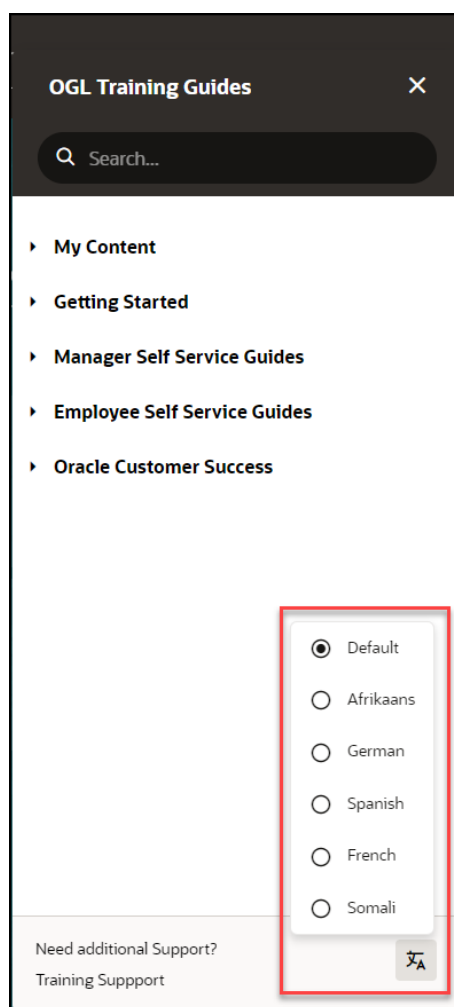 OGL Training Guides
Search...
My Content
Getting Started
Manager Self Service Guides
Employee Self Service Guides
Oracle Customer Success
Default
Afrikaans
German
Spanish
French
Somali
Need additional Support?
Training Suppport